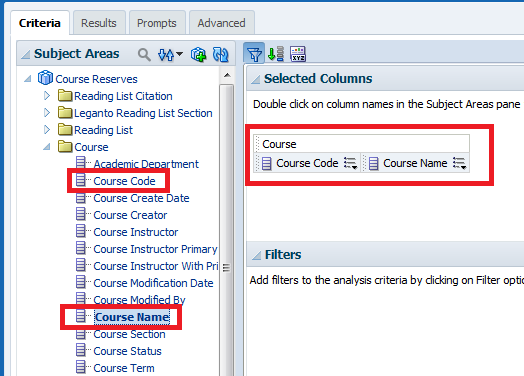 Criteria
Results
Prompts
Advanced
Subject Areas
Course Reserves
Reading List Citation
Leganto Reading List Section
Reading List
Course
Academic Department
Course Code
Course Create Date
Course Creator
Course Instructor
Course Instructor Primary
Course Instructor With Pri
Course Modification Date
Course Modified By
Course Name
Course Section
Course Status
Course Term
XYZ
Selected Columns
Double click on column names in the Subject Areas pane
Course
Course Code
Course Name
Filters
Add filters to the analysis criteria by clicking on Filter optic